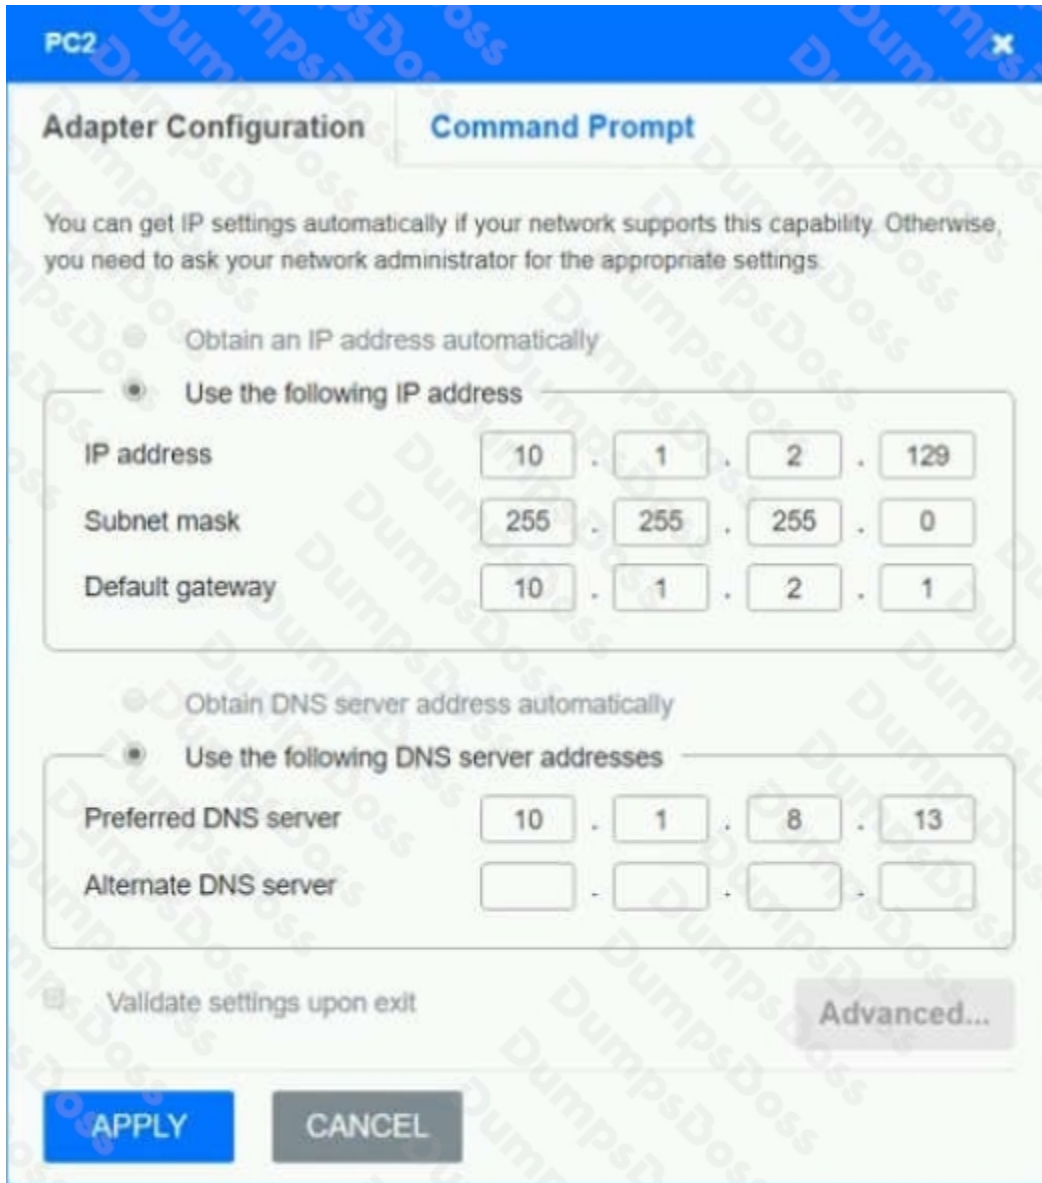 PC2 ×
Adapter Configuration Command Prompt
You can get IP settings automatically if your network supports this capability. Otherwise,
you need to ask your network administrator for the appropriate settings.
Obtain an IP address automatically
Use the following IP address
IP address 10 . 1 . 2 . 129
Subnet mask 255 . 255 . 255 . 0
Default gateway 10 . 1 . 2 . 1
Obtain DNS server address automatically
Use the following DNS server addresses
Preferred DNS server 10 . 1 . 8 . 13
Alternate DNS server . . .
Validate settings upon exit Advanced...
APPLY CANCEL
DumpsDoss